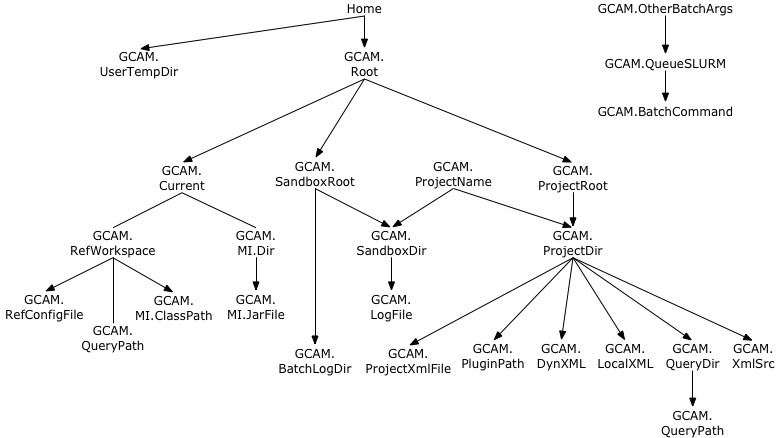 Home
GCAM.OtherBatchArgs
GCAM.
UserTempDir
GCAM.
Root
GCAM.QueueSLURM
GCAM.BatchCommand
GCAM.
Current
GCAM.
SandboxRoot
GCAM.
ProjectName
GCAM.
ProjectRoot
GCAM.
RefWorkspace
GCAM.
MI.Dir
GCAM.
SandboxDir
GCAM.
ProjectDir
GCAM.
RefConfigFile
GCAM.
QueryPath
GCAM.
MI.ClassPath
GCAM.
MI.JarFile
GCAM.
LogFile
GCAM.
BatchLogDir
GCAM.
ProjectXmlFile
GCAM.
PluginPath
GCAM.
DynXML
GCAM.
LocalXML
GCAM.
QueryDir
GCAM.
XmlSrc
GCAM.
QueryPath